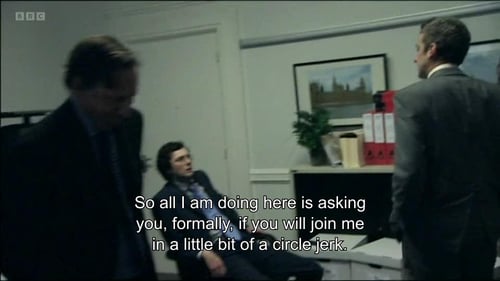 BBC
So all I am doing here is asking
you, formally, if you will join me
in a little bit of a circle jerk.